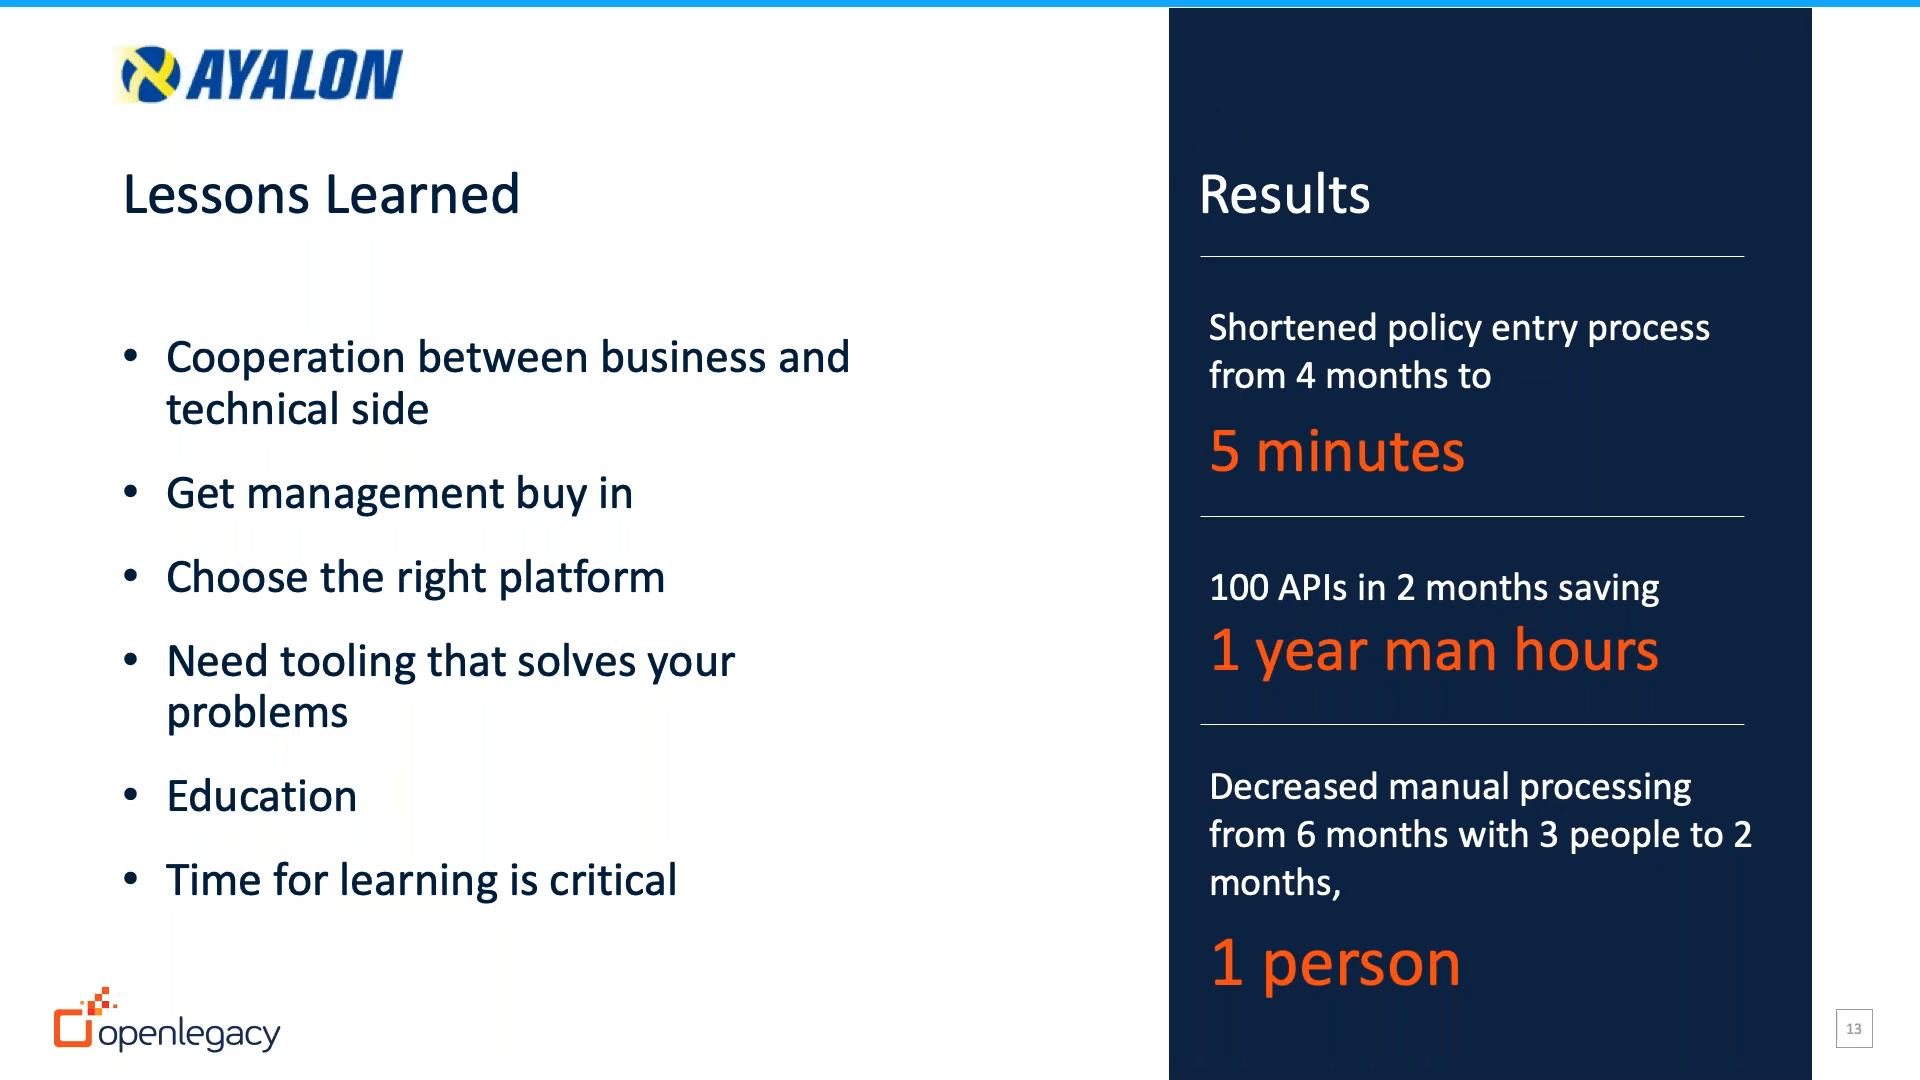 AYALON
Lessons Learned
• Cooperation between business and
technical side
• Get management buy in
• Choose the right platform
• Need tooling that solves your
problems
• Education
• Time for learning is critical
openlegacy
Results
Shortened policy entry process
from 4 months to
5 minutes
100 APIs in 2 months saving
1 year man hours
Decreased manual processing
from 6 months with 3 people to 2
months,
1 person
13